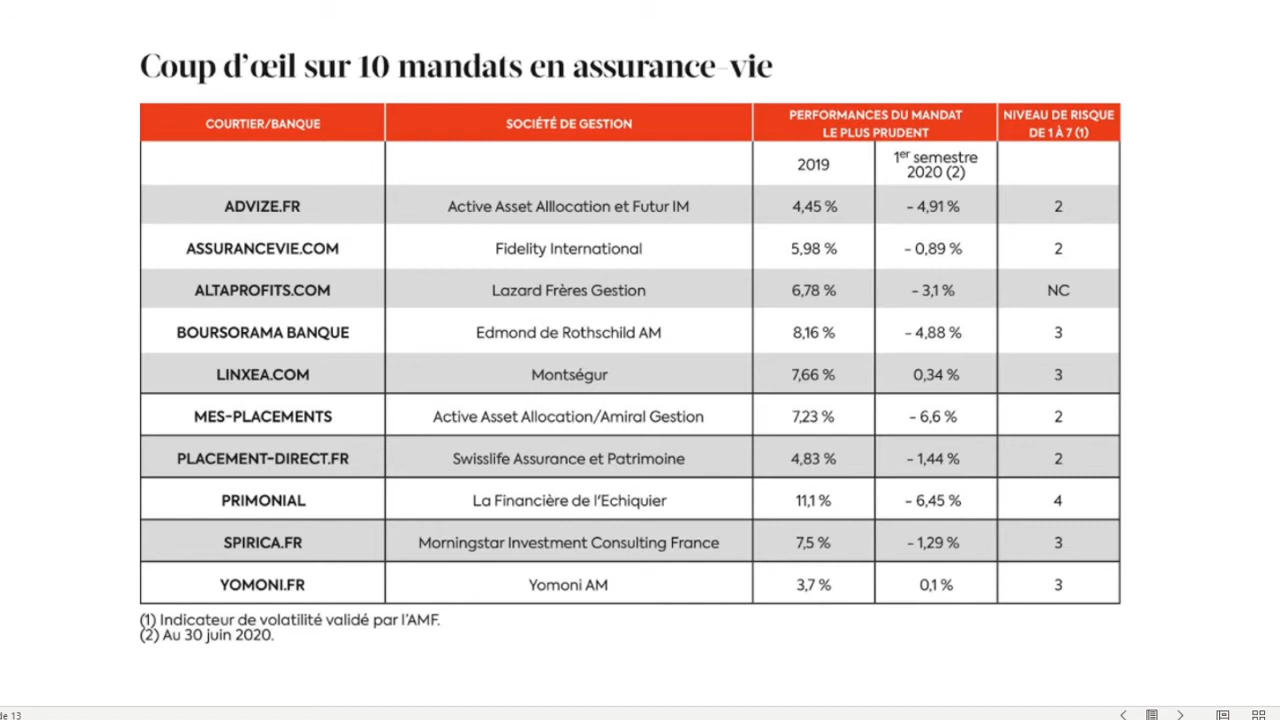 Coup d'œil sur 10 mandats en assurance-vie
COURTIER/BANQUE
SOCIÉTÉ DE GESTION
PERFORMANCES DU MANDAT
LE PLUS PRUDENT
NIVEAU DE RISQUE
DE 1 À 7 (1)
2019
1er semestre
2020 (2)
ADVIZE.FR Active Asset Alllocation et Futur IM 4,45 % - 4,91 % 2
ASSURANCEVIE.COM Fidelity International 5,98 % - 0,89 % 2
ALTAPROFITS.COM Lazard Frères Gestion 6,78 % - 3,1 % NC
BOURSORAMA BANQUE Edmond de Rothschild AM 8,16 % - 4,88 % 3
LINXEA.COM Montségur 7,66 % 0,34 % 3
MES-PLACEMENTS Active Asset Allocation/Amiral Gestion 7,23 % - 6,6 % 2
PLACEMENT-DIRECT.FR Swisslife Assurance et Patrimoine 4,83 % - 1,44 % 2
PRIMONIAL La Financière de l'Echiquier 11,1 % - 6,45 % 4
SPIRICA.FR Morningstar Investment Consulting France 7,5 % - 1,29 % 3
YOMONI.FR Yomoni AM 3,7 % 0,1 % 3
(1) Indicateur de volatilité validé par l'AMF.
(2) Au 30 juin 2020.
de 13